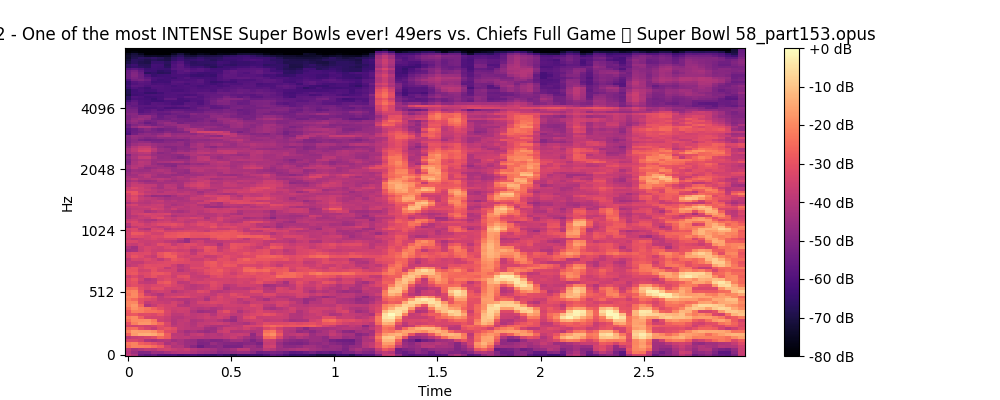 2 - One of the most INTENSE Super Bowls ever! 49ers vs. Chiefs Full Game ▯ Super Bowl 58_part153.opus
+0 dB
4096
-10 dB
-20 dB
2048
-30 dB
Hz
-40 dB
1024
-50 dB
512
-60 dB
-70 dB
0
-80 dB
0 0.5 1 1.5 2 2.5
Time